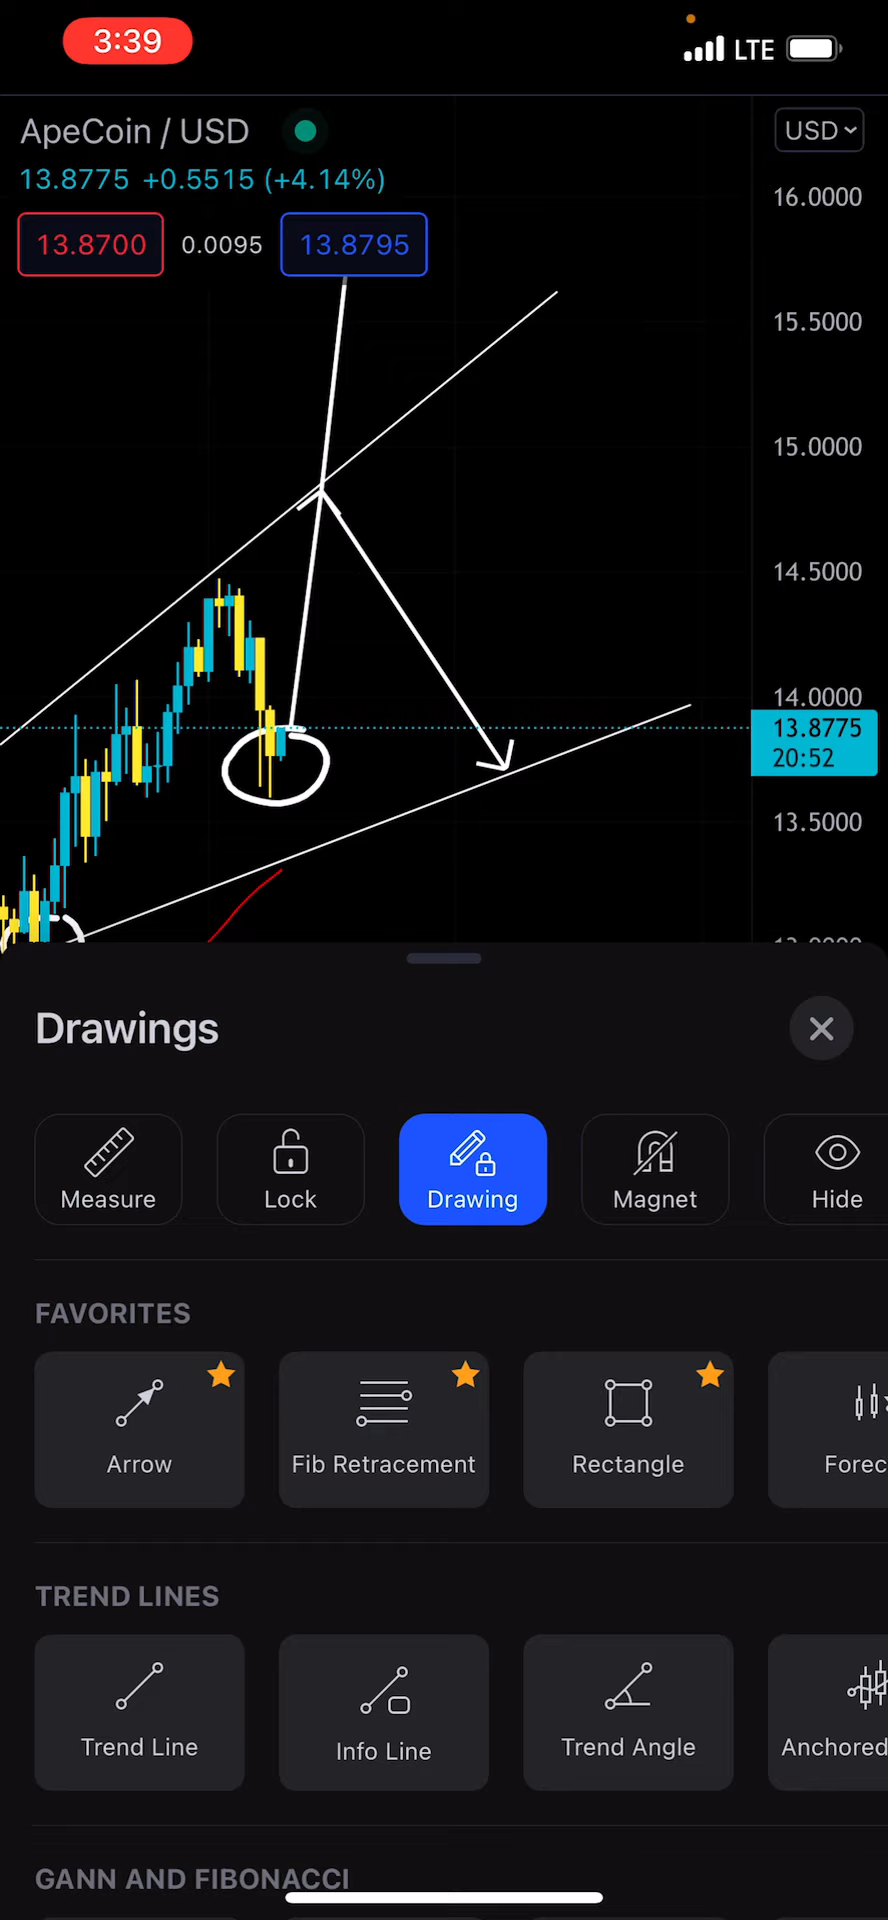 3:39 LTE
ApeCoin / USD USD
13.8775 +0.5515 (+4.14%)
16.0000
13.8700 0.0095 13.8795
15.5000
15.0000
14.5000
14.0000
13.8775
20:52
13.5000
Drawings
Measure Lock Drawing Magnet Hide
FAVORITES
Arrow Fib Retracement Rectangle Forec
TREND LINES
Trend Line Info Line Trend Angle Anchored
GANN AND FIBONACCI